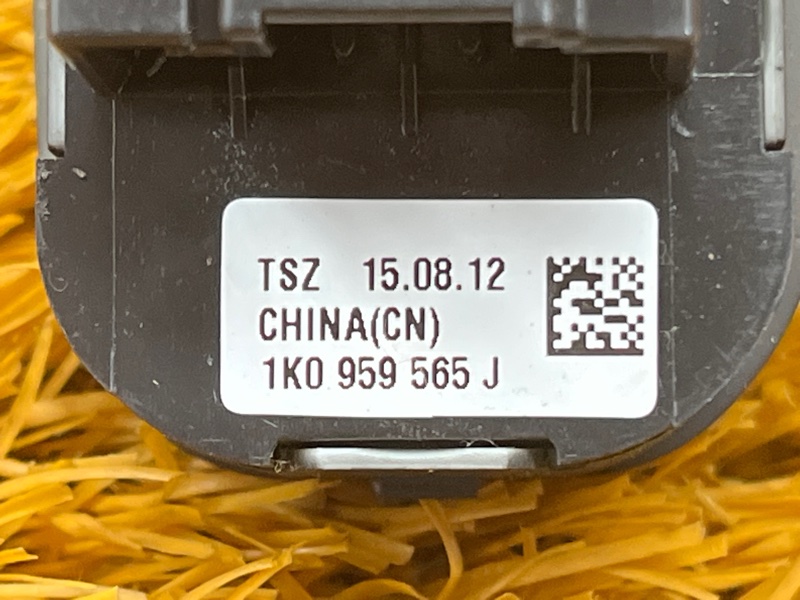 TSZ 15.08.12
CHINA(CN)
1K0 959 565 J